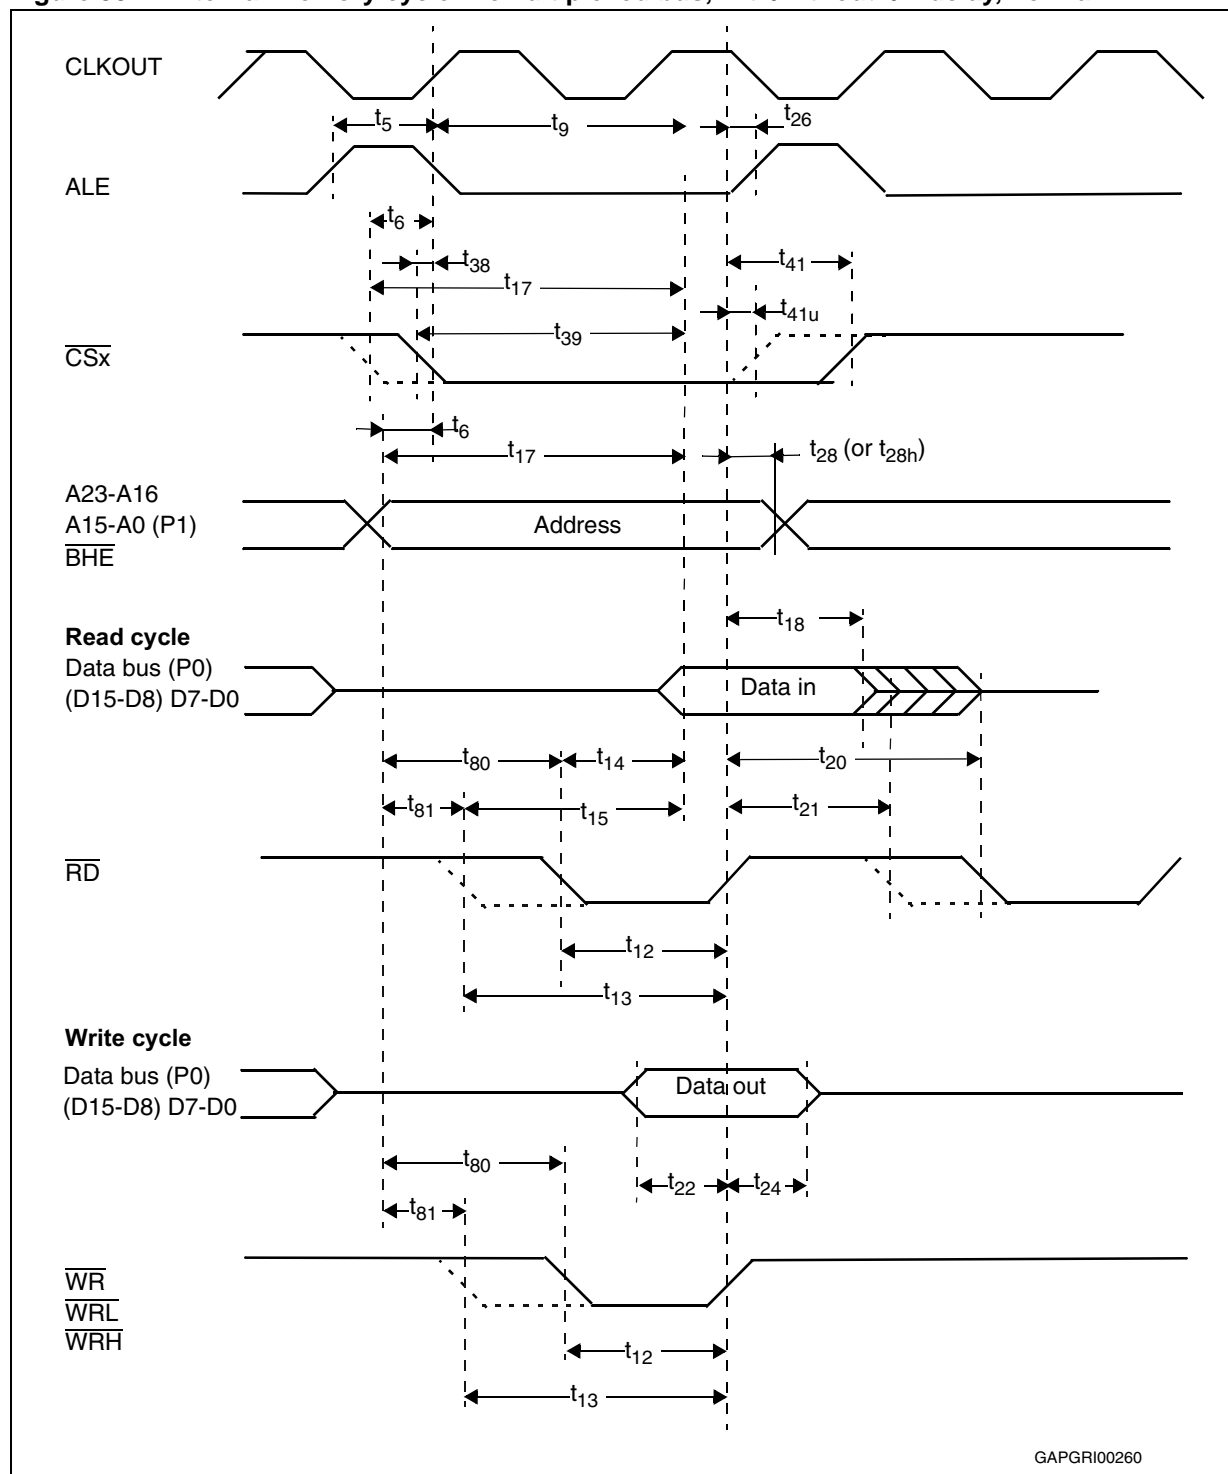 CLKOUT
t5
t9
t26
ALE
t6
t38
t17
t41
t41u
t39
CSx
t6
t17
t28 (or t28h)
A23-A16
A15-A0 (P1)
Address
BHE
t18
Read cycle
Data bus (P0)
(D15-D8) D7-D0
Data in
t80
t14
t20
t81
t15
t21
RD
t12
t13
Write cycle
Data bus (P0)
(D15-D8) D7-D0
Data out
t80
t22
t24
t81
WR
WRL
WRH
t12
t13
GAPGRI00260